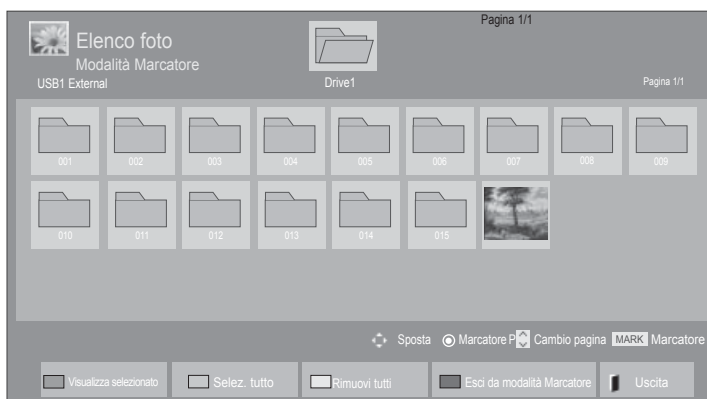 Pagina 1/1
Elenco foto
Modalità Marcatore
USB1 External
Drive1
Pagina 1/1
001 002 003 004 005 006 007 008 009
010 011 012 013 014 015
Sposta Marcatore P Cambio pagina MARK Marcatore
Visualizza selezionato Selez. tutto Rimuovi tutti Esci da modalità Marcatore Uscita